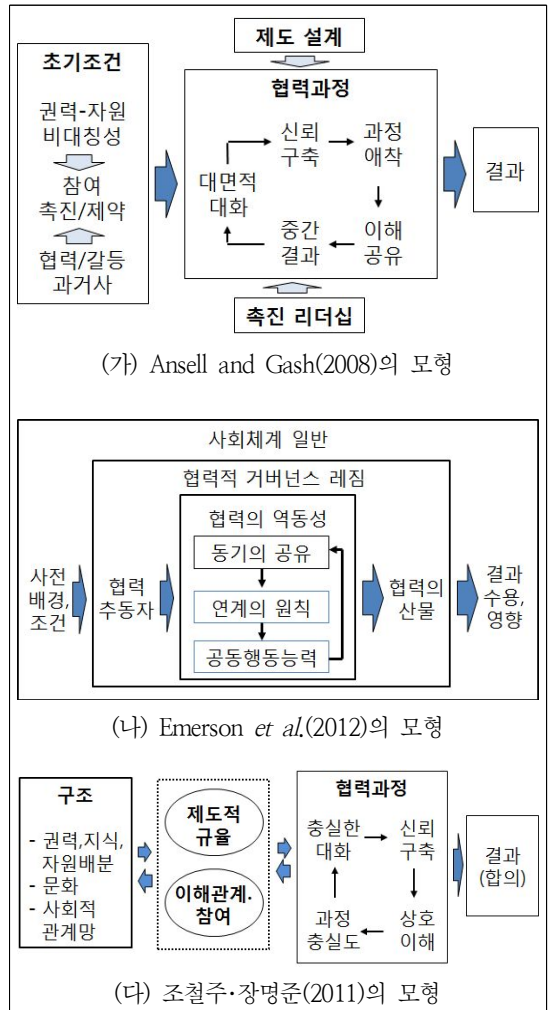 제도 설계
초기조건
권력-자원
비대칭성
참여
촉진/제약
협력/갈등
과거사
협력과정
신뢰
구축
과정
애착
대면적
대화
중간
결과
이해
공유
결과
촉진 리더십
(가) Ansell and Gash(2008)의 모형
사회체계 일반
협력적 거버넌스 레짐
협력의 역동성
동기의 공유
연계의 원칙
공동행동능력
사전
배경,
조건
협력
추동자
협력의
산물
결과
수용,
영향
(나) Emerson et al.(2012)의 모형
구조
- 권력,지식,
자원배분
- 문화
- 사회적
관계망
제도적
규율
이해관계.
참여
협력과정
충실한
대화
신뢰
구축
과정
충실도
상호
이해
결과
(합의)
(다) 조철주·장명준(2011)의 모형